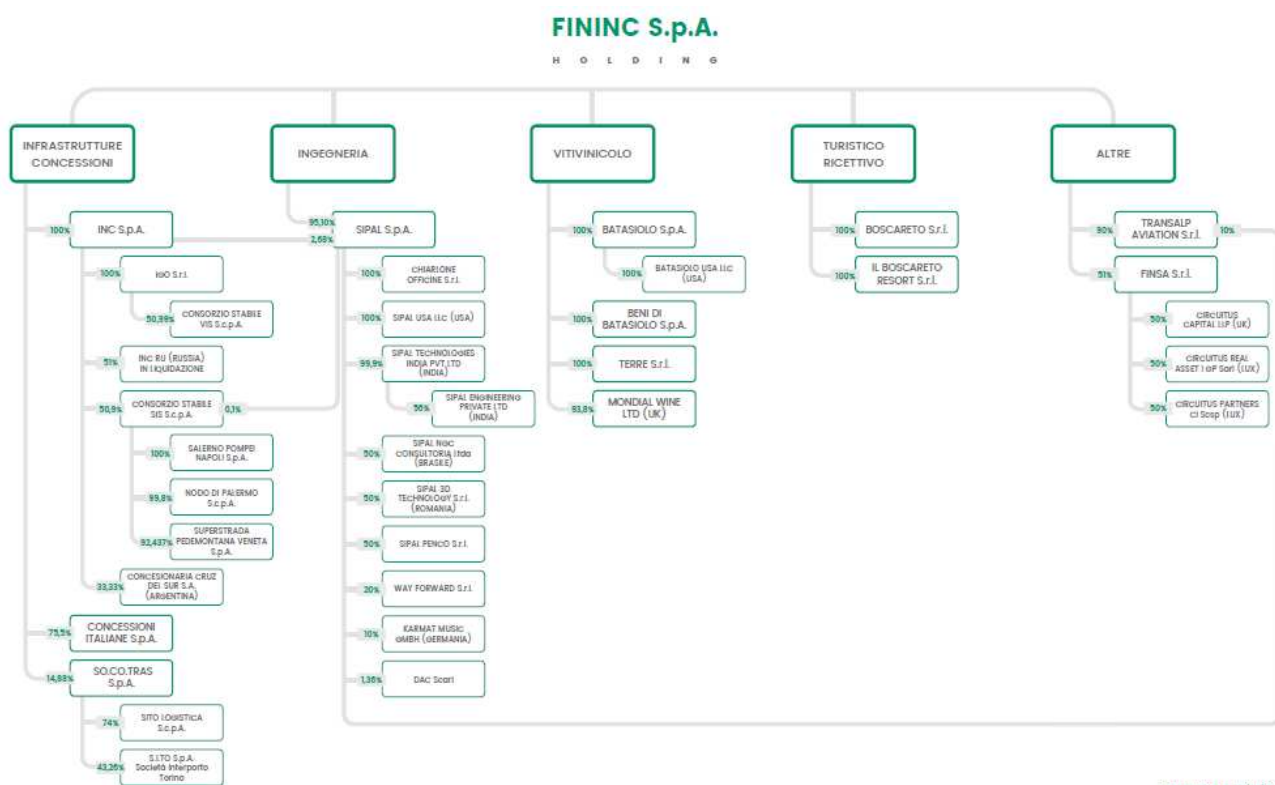 FININC S.p.A.
HOLDING
INFRASTRUTTURE
CONCESSIONI
INGEGNERIA
VITIVINICOLO
TURISTICO
RICETTIVO
ALTRE
100%
INC S.p.A.
100%
IGO S.r.l.
50,99%
CONSORZIO STABILE
VIS S.c.p.A.
51%
INC RU (RUSSIA)
IN LIQUIDAZIONE
50,9%
CONSORZIO STABILE
SIS S.c.p.A.
0,1%
100%
SALERNO POMPEI
NAPOLI S.p.A.
99,8%
NODO DI PALERMO
S.c.p.A.
92,437%
SUPERSTRADA
PEDEMONTANA VENETA
S.p.A.
33,33%
CONCESIONARIA CRUZ
DEL SUR S.A.
(ARGENTINA)
75,5%
CONCESSIONI
ITALIANE S.p.A.
14,88%
SO.CO.TRAS
S.p.A.
74%
SITO LOGISTICA
S.c.p.A.
43,26%
S.I.TO S.p.A.
Società Interporto
Torino
95,10%
2,68%
SIPAL S.p.A.
100%
CHIARLONE
OFFICINE S.r.l.
100%
SIPAL USA LLC (USA)
99,9%
SIPAL TECHNOLOGIES
INDIA PVT LTD
(INDIA)
50%
SIPAL ENGINEERING
PRIVATE LTD
(INDIA)
50%
SIPAL NGC
CONSULTORIA ltda
(BRASILE)
50%
SIPAL 3D
TECHNOLOGY S.r.l.
(ROMANIA)
50%
SIPAL PENCO S.r.l.
20%
WAY FORWARD S.r.l.
10%
KARMAT MUSIC
GMBH (GERMANIA)
1,36%
DAC Scarl
100%
BATASIOLO S.p.A.
100%
BATASIOLO USA LLC
(USA)
100%
BENI DI
BATASIOLO S.p.A.
100%
TERRE S.r.l.
93,8%
MONDIAL WINE
LTD (UK)
100%
BOSCARETO S.r.l.
100%
IL BOSCARETO
RESORT S.r.l.
90%
TRANSALP
AVIATION S.r.l.
10%
51%
FINSA S.r.l.
50%
CIRCUITUS
CAPITAL LLP (UK)
50%
CIRCUITUS REAL
ASSET I GP Sarl (LUX)
50%
CIRCUITUS PARTNERS
CI Scsp (LUX)